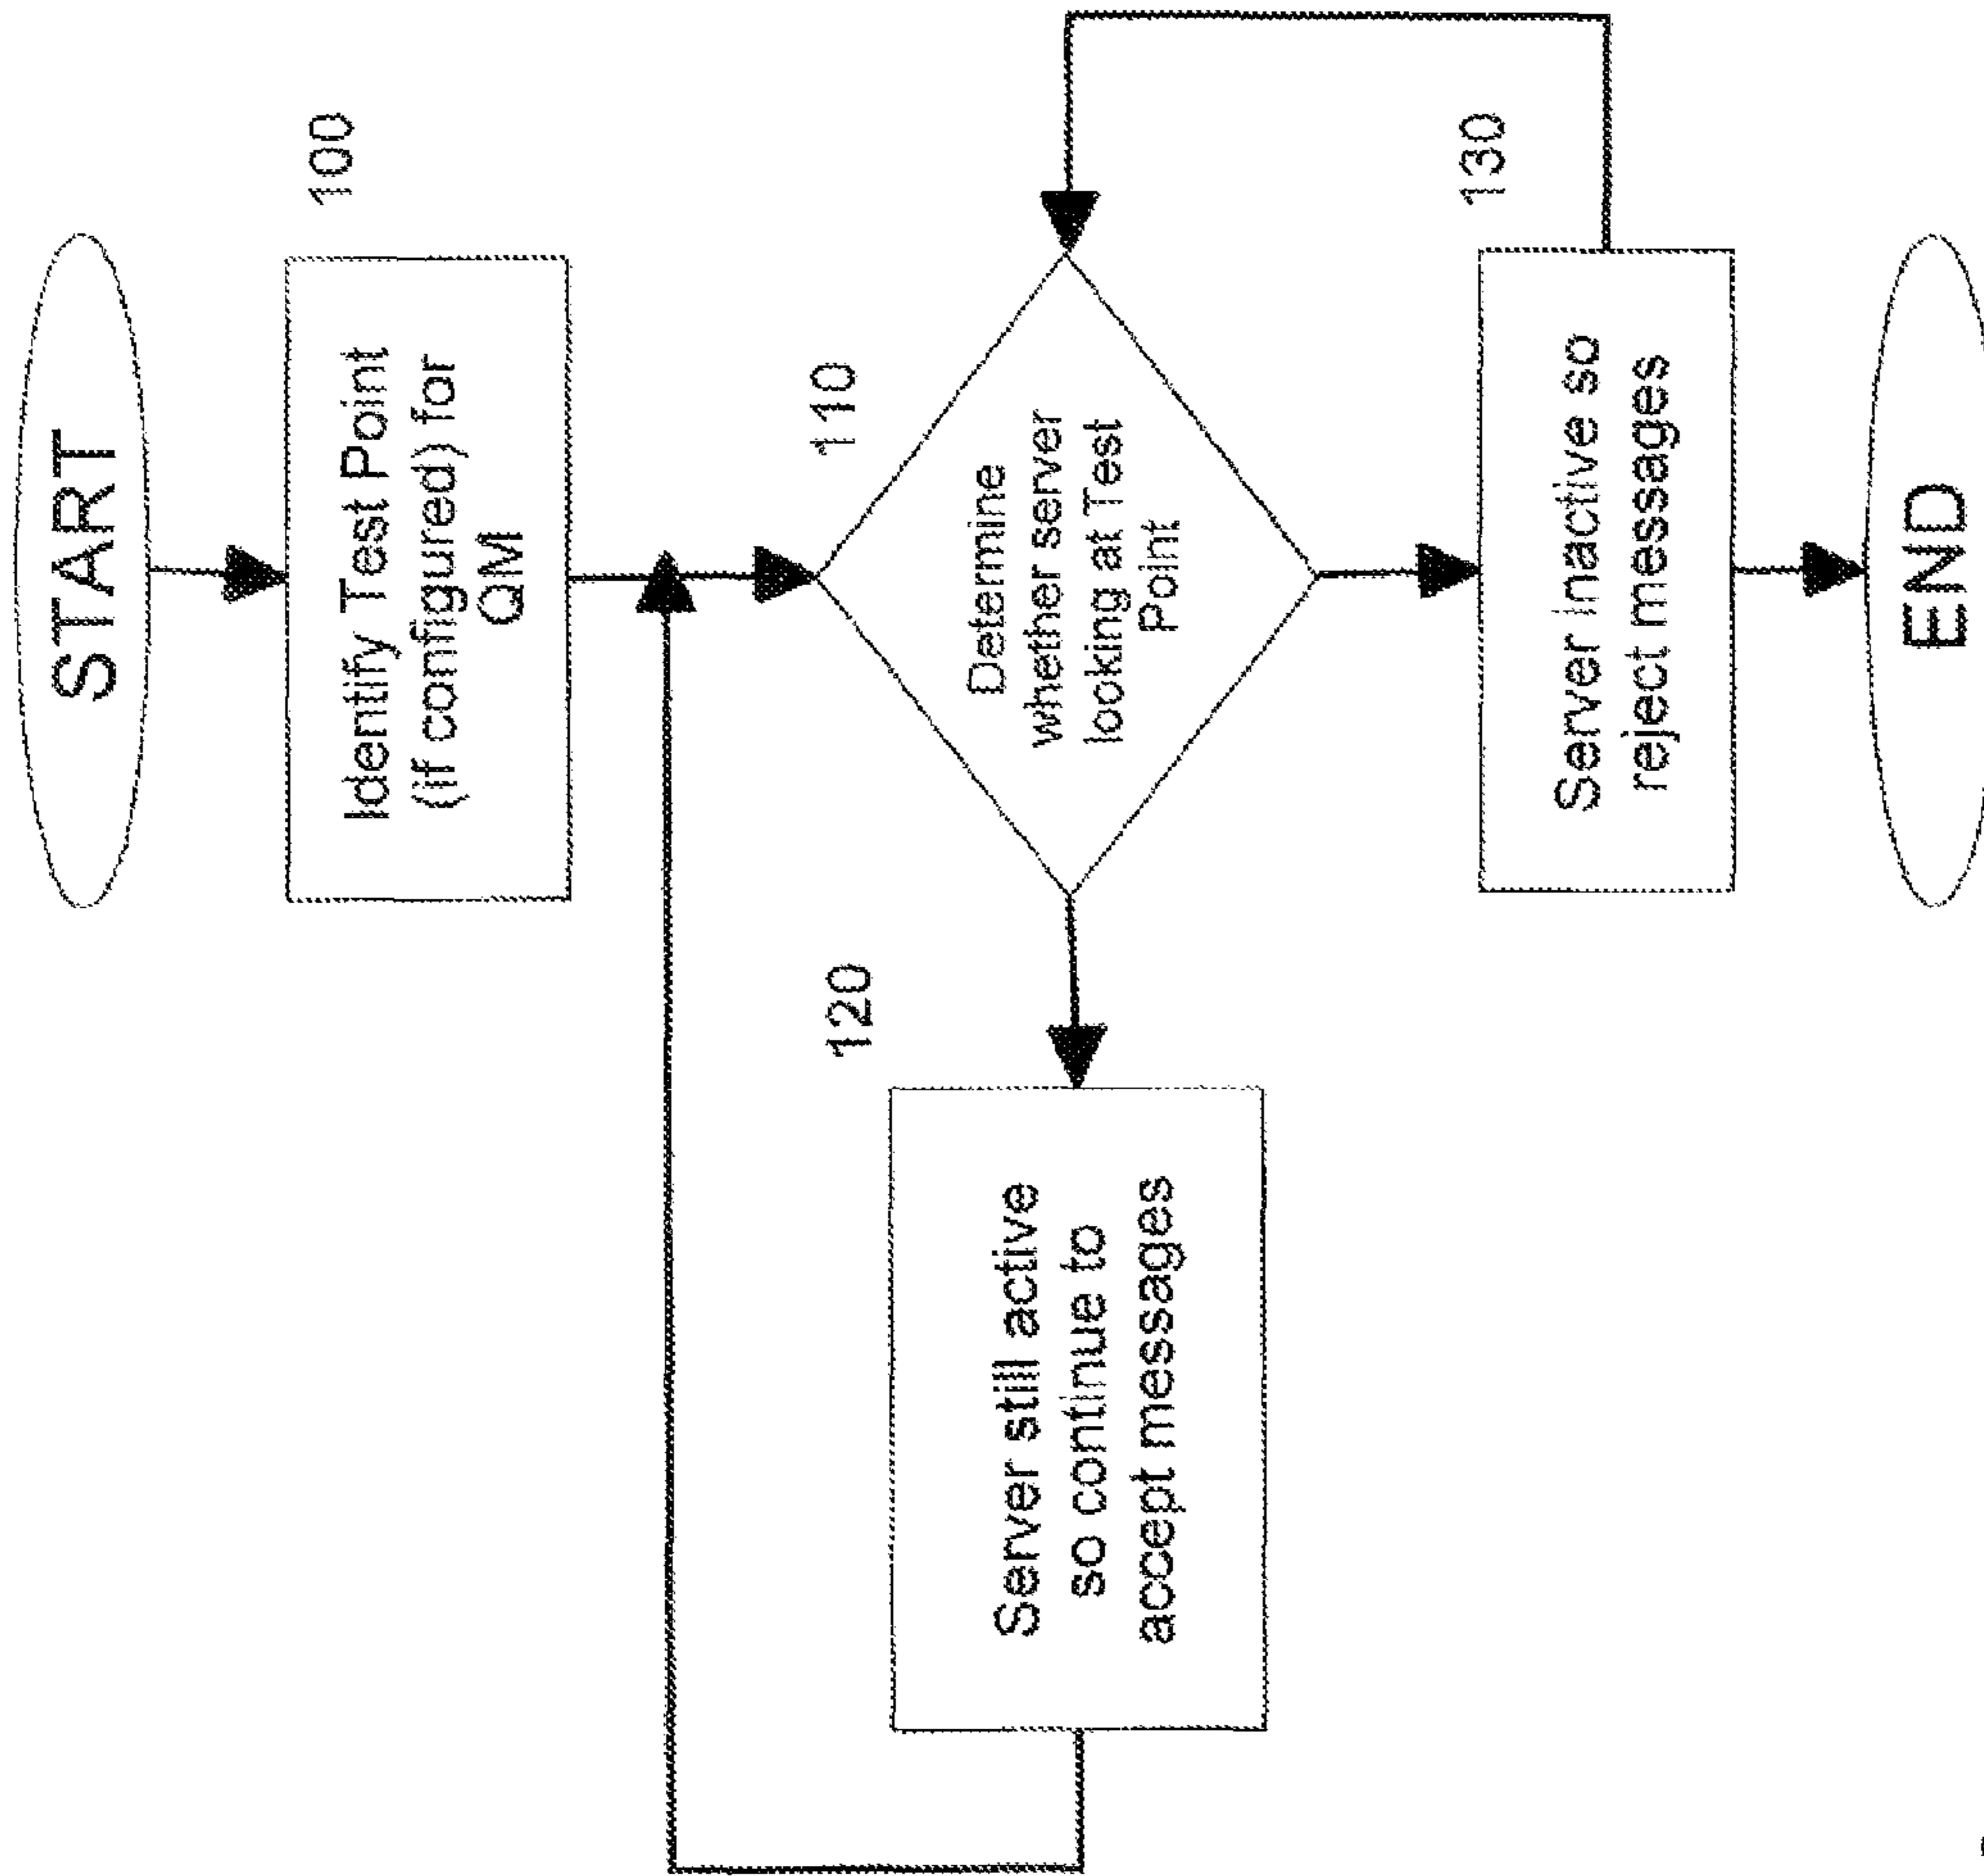 START
100
Identify Test Point
(if configured) for
QM
110
Determine
whether server
looking at Test
Point
120
Server still active
so continue to
accept messages
130
Server inactive so
reject messages
END